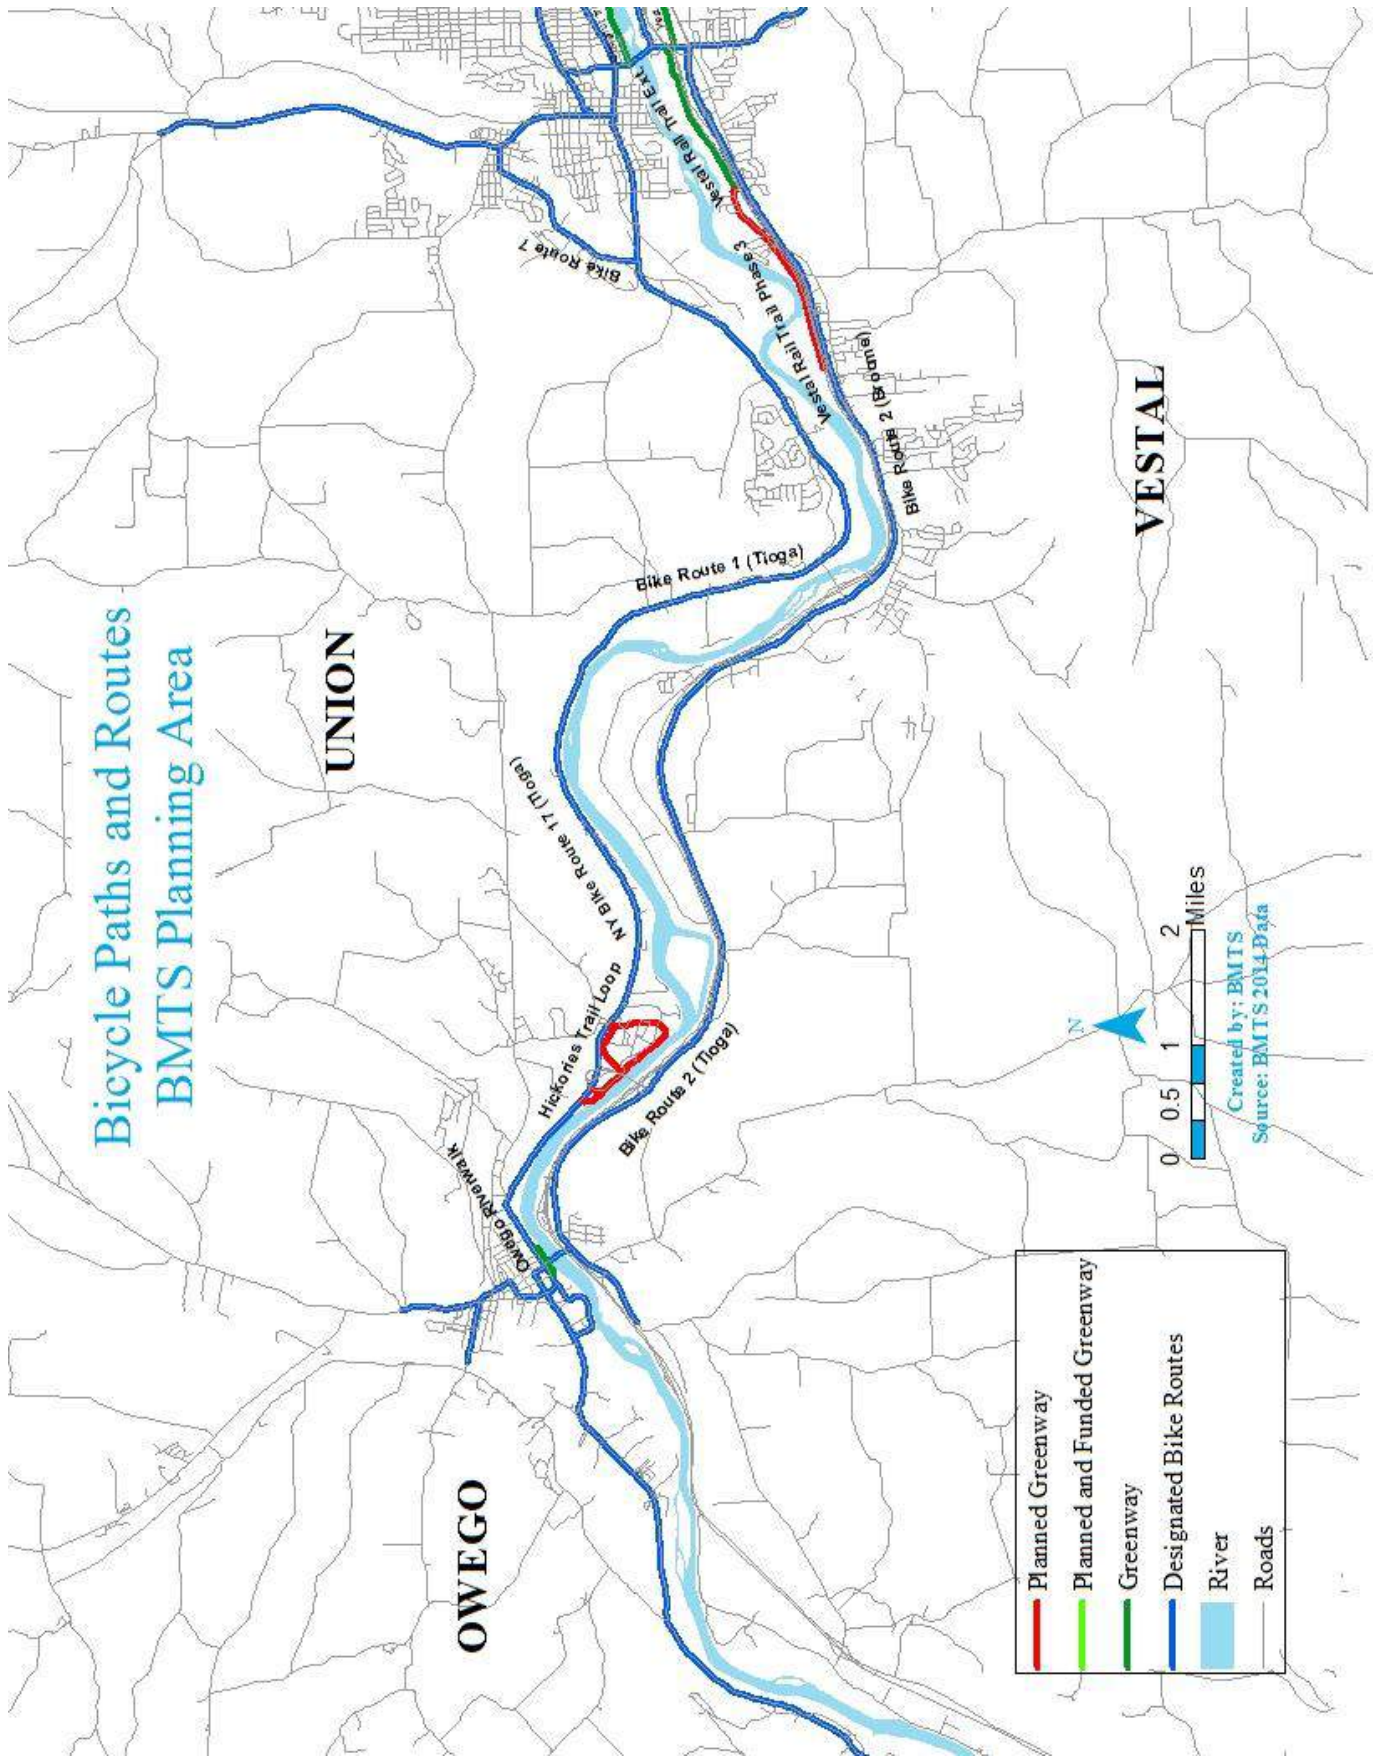 Bicycle Paths and Routes
BMTS Planning Area
UNION
OWEGO
VESTAL
Owego Riverwalk
Hickories Trail Loop
NY Bike Route 17 (Tioga)
Bike Route 1 (Tioga)
Bike Route 7
Vestal Rail Trail Ext.
Vestal Rail Trail Phase 3
Bike Route 2 (Broome)
Bike Route 2 (Tioga)
Planned Greenway
Planned and Funded Greenway
Greenway
Designated Bike Routes
River
Roads
N
0 0.5 1 2
Miles
Created by: BMTS
Source: BMTS 2014 Data